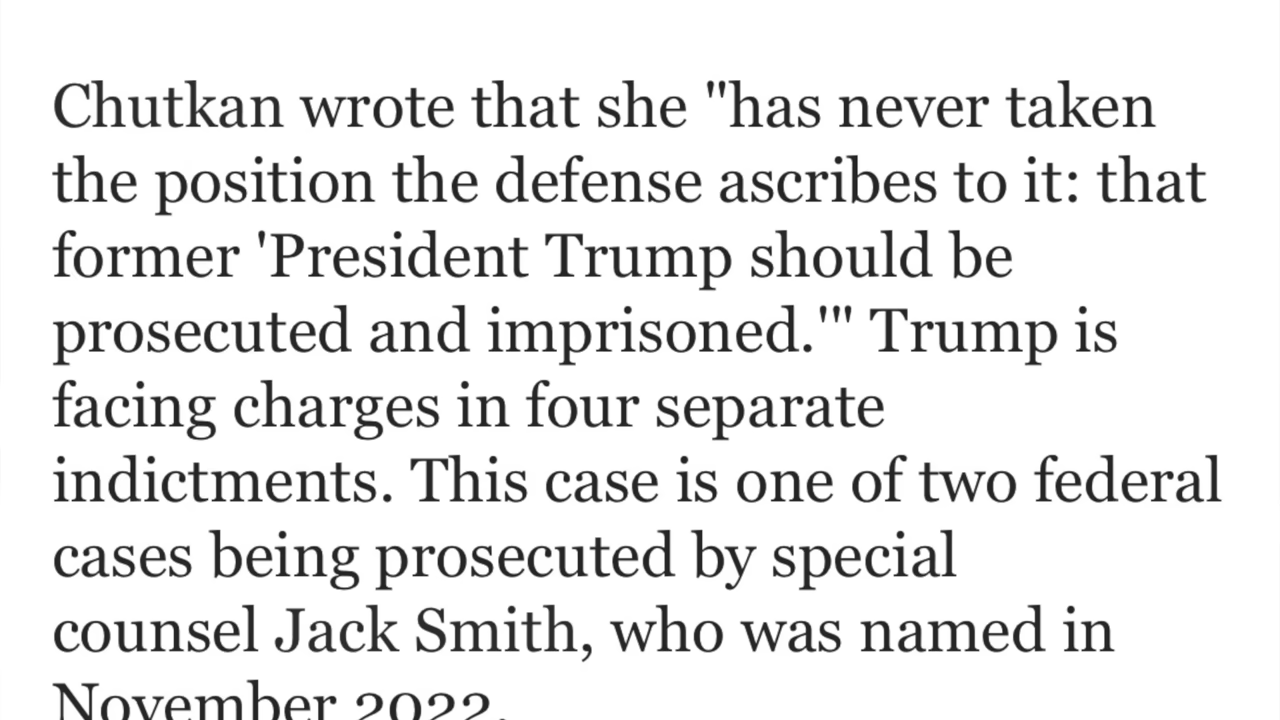 Chutkan wrote that she "has never taken
the position the defense ascribes to it: that
former 'President Trump should be
prosecuted and imprisoned.'" Trump is
facing charges in four separate
indictments. This case is one of two federal
cases being prosecuted by special
counsel Jack Smith, who was named in
November 2022.